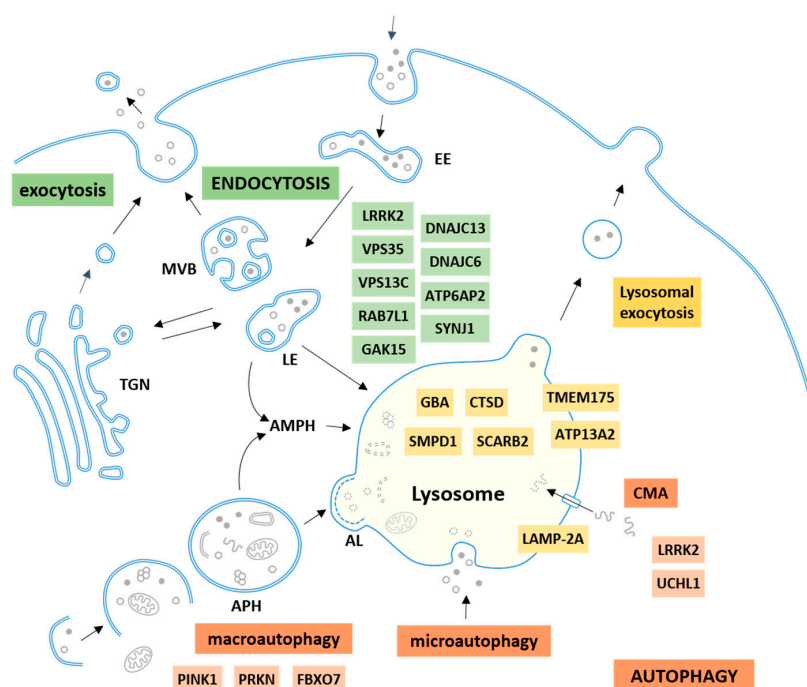 EE
exocytosis
ENDOCYTOSIS
LRRK2
DNAJC13
VPS35
DNAJC6
MVB
VPS13C
ATP6AP2
RAB7L1
SYNJ1
GAK15
Lysosomal
exocytosis
LE
TGN
GBA
CTSD
TMEM175
AMPH
SMPD1
SCARB2
ATP13A2
Lysosome
CMA
AL
LAMP-2A
LRRK2
UCHL1
APH
macroautophagy
microautophagy
PINK1
PRKN
FBXO7
AUTOPHAGY